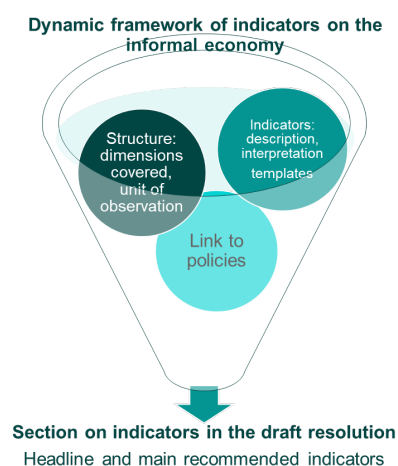 Dynamic framework of indicators on the
informal economy
Structure:
dimensions
covered,
unit of
observation
Indicators:
description,
interpretation
templates
Link to
policies
Section on indicators in the draft resolution
Headline and main recommended indicators